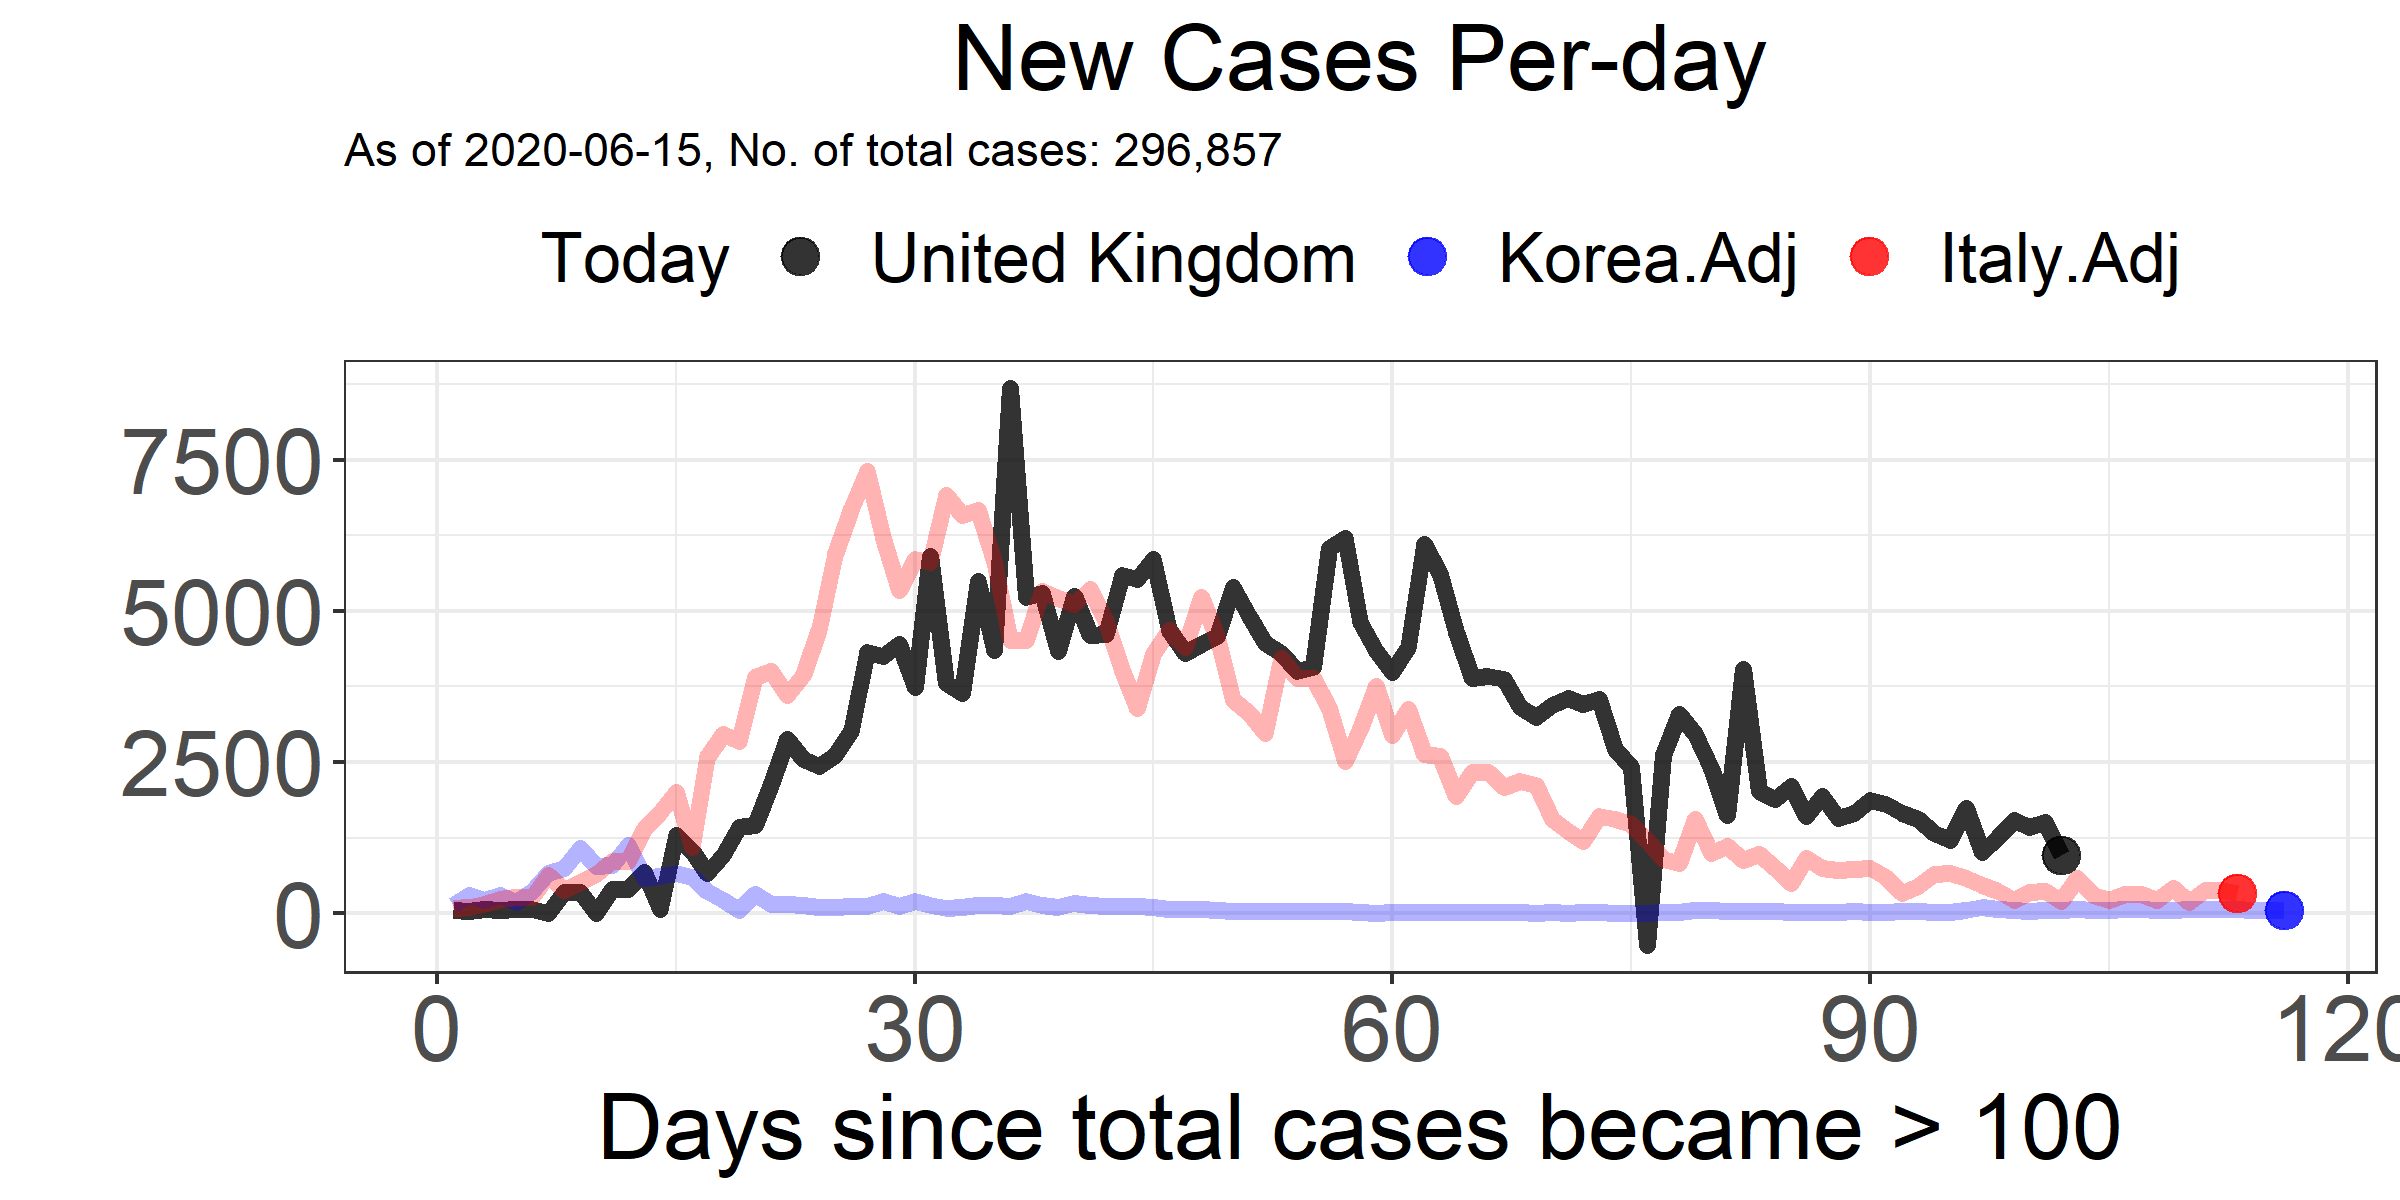 New Cases Per-day
As of 2020-06-15, No. of total cases: 296,857
Today United Kingdom Korea.Adj Italy.Adj
7500
5000
2500
0
0 30 60 90 120
Days since total cases became > 100